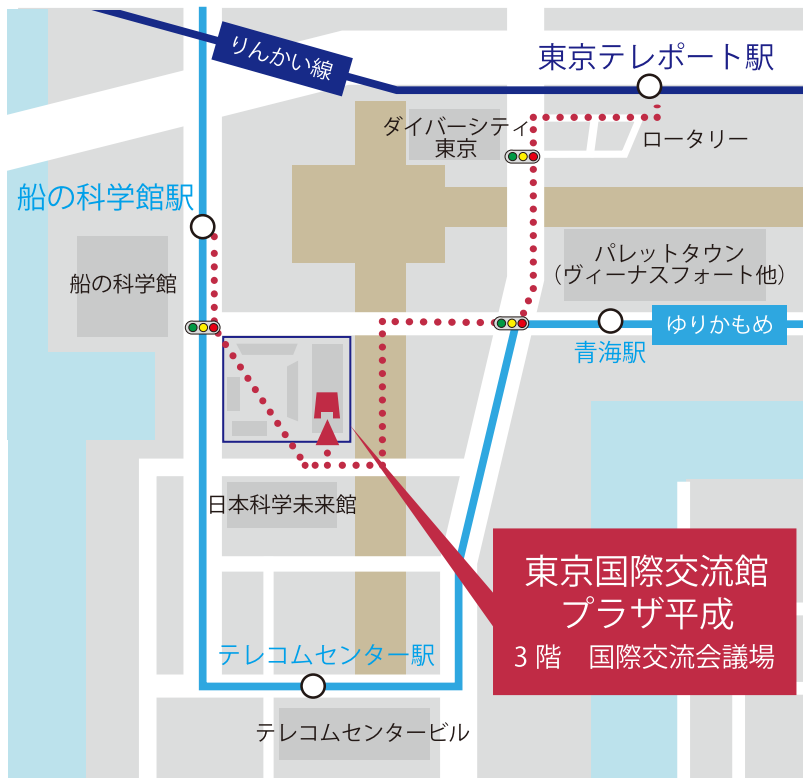 りんかい線
東京テレポート駅
ダイバーシティ
東京
ロータリー
船の科学館駅
船の科学館
パレットタウン
（ヴィーナスフォート他）
ゆりかもめ
青海駅
日本科学未来館
東京国際交流館
プラザ平成
3階　国際交流会議場
テレコムセンター駅
テレコムセンタービル